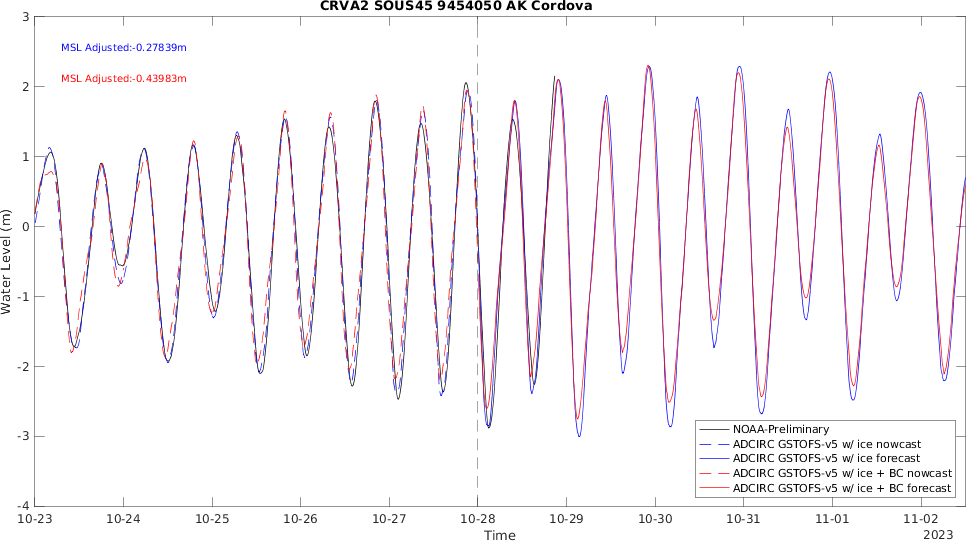 CRVA2 SOUS45 9454050 AK Cordova
MSL Adjusted:-0.27839m
MSL Adjusted:-0.43983m
Water Level (m)
3
2
1
0
-1
-2
-3
-4
NOAA-Preliminary
ADCIRC GSTOFS-v5 w/ ice nowcast
ADCIRC GSTOFS-v5 w/ ice forecast
ADCIRC GSTOFS-v5 w/ ice + BC nowcast
ADCIRC GSTOFS-v5 w/ ice + BC forecast
10-23 10-24 10-25 10-26 10-27 10-28 10-29 10-30 10-31 11-01 11-02
Time
2023